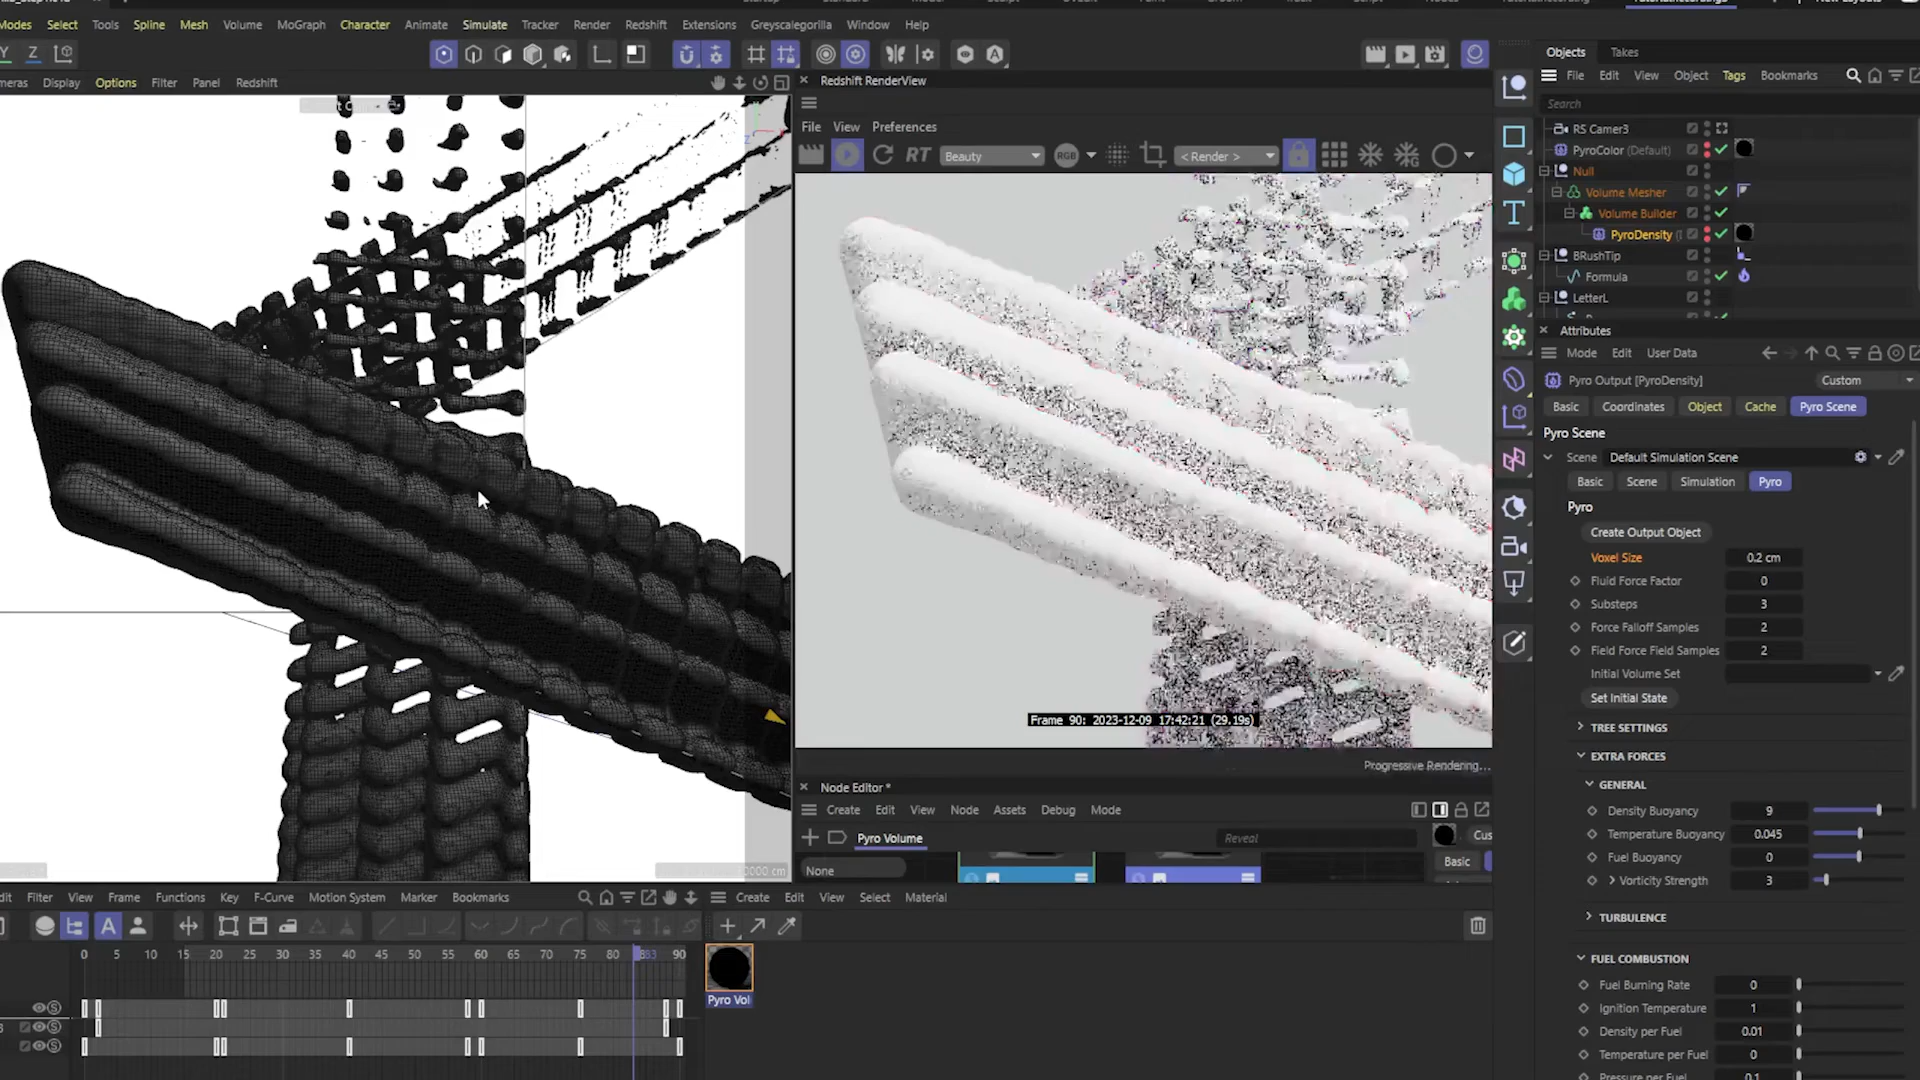 Modes Select Tools Spline Mesh Volume MoGraph Character Animate Simulate Tracker Render Redshift Extensions Greyscalegorilla Window Help
Y Z
Display Options Filter Panel Redshift
Redshift RenderView
File View Preferences
RT Beauty RGB < Render >
Frame 90: 2023-12-09 17:42:21 (29.19s)
Progressive Rendering...
Node Editor *
Create Edit View Node Assets Debug Mode
Pyro Volume
Reveal
None
Basic
Filter View Frame Functions Key F-Curve Motion System Marker Bookmarks
Create Edit View Select Material
0 5 10 15 20 25 30 35 40 45 50 55 60 65 70 75 80 83 90
Pyro Vol
Objects Takes
File Edit View Object Tags Bookmarks
Search
RS Camer3
PyroColor (Default)
Null
Volume Mesher
Volume Builder
PyroDensity
BRushTip
Formula
LetterL
Attributes
Mode Edit User Data
Pyro Output [PyroDensity]
Custom
Basic Coordinates Object Cache Pyro Scene
Pyro Scene
Scene Default Simulation Scene
Basic Scene Simulation Pyro
Pyro
Create Output Object
Voxel Size 0.2 cm
Fluid Force Factor 0
Substeps 3
Force Falloff Samples 2
Field Force Field Samples 2
Initial Volume Set
Set Initial State
TREE SETTINGS
EXTRA FORCES
GENERAL
Density Buoyancy 9
Temperature Buoyancy 0.045
Fuel Buoyancy 0
Vorticity Strength 3
TURBULENCE
FUEL COMBUSTION
Fuel Burning Rate 0
Ignition Temperature 1
Density per Fuel 0.01
Temperature per Fuel 0
Pressure per Fuel 0.1